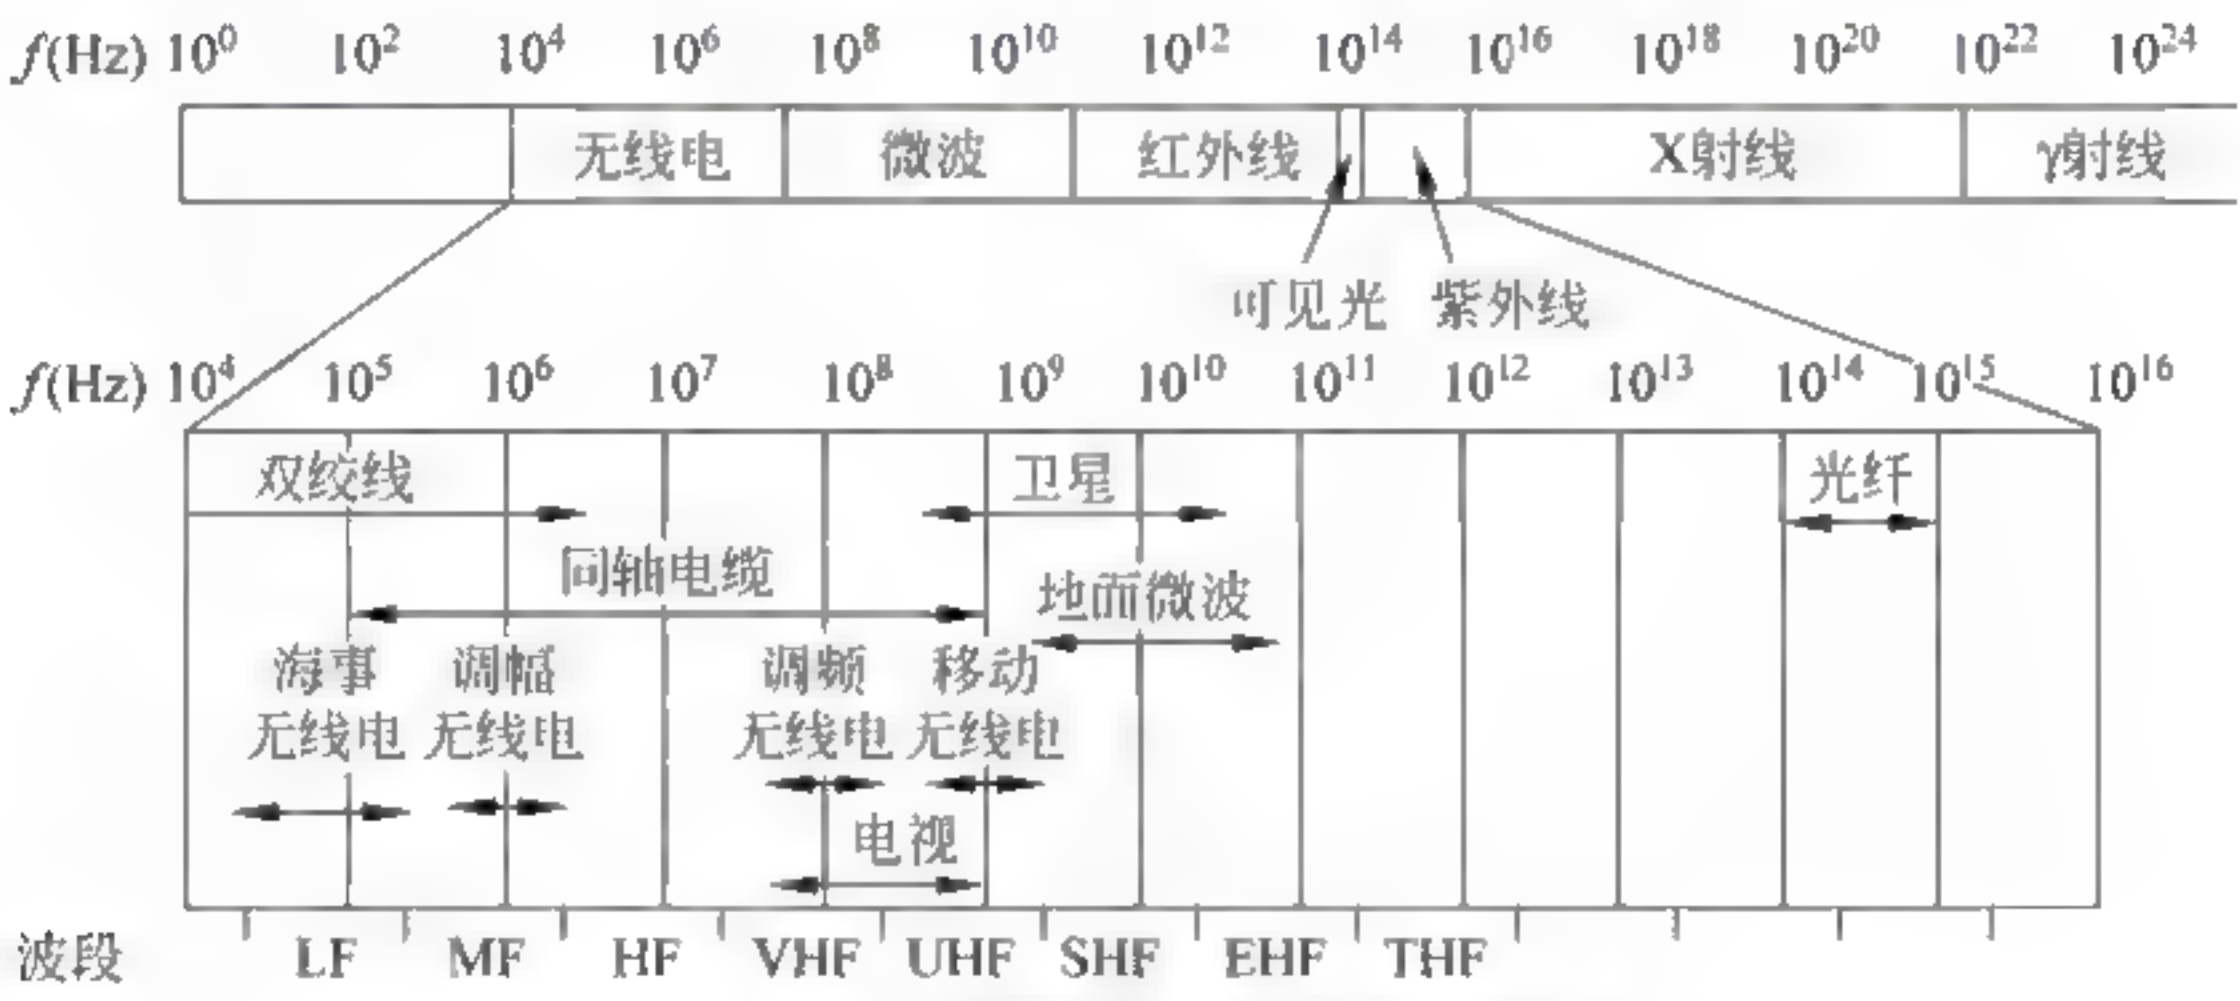 f(Hz) 10⁰ 10² 10⁴ 10⁶ 10⁸ 10¹⁰ 10¹² 10¹⁴ 10¹⁶ 10¹⁸ 10²⁰ 10²² 10²⁴
无线电 微波 红外线 X射线 γ射线
可见光 紫外线
f(Hz) 10⁴ 10⁵ 10⁶ 10⁷ 10⁸ 10⁹ 10¹⁰ 10¹¹ 10¹² 10¹³ 10¹⁴ 10¹⁵ 10¹⁶
双绞线 卫星 光纤
同轴电缆 地面微波
海事 调幅 调频 移动
无线电 无线电 无线电 无线电
电视
波段 LF MF HF VHF UHF SHF EHF THF